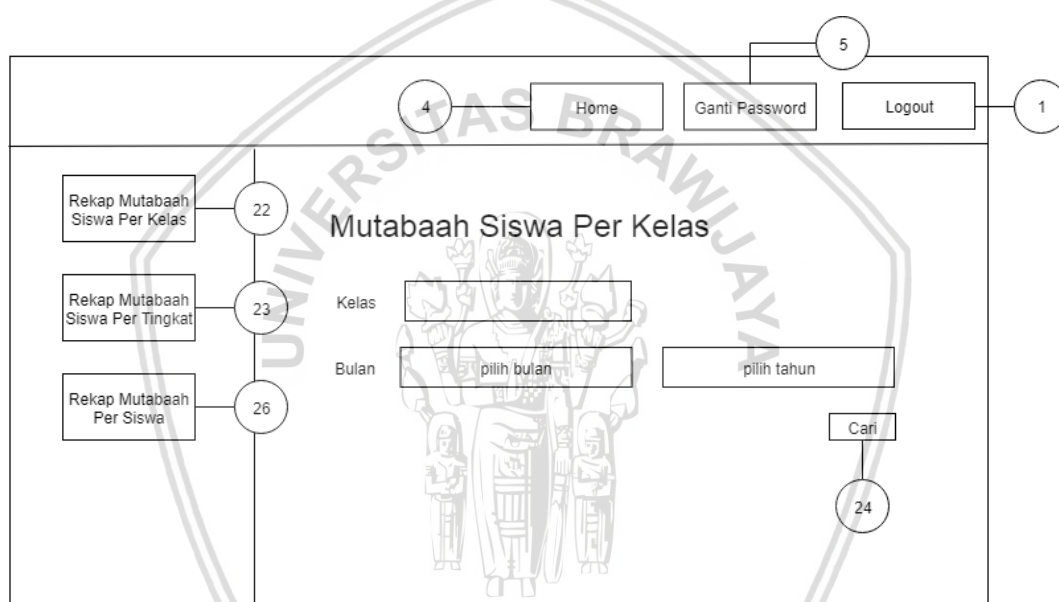 5
4
Home
Ganti Password
Logout
1
UNIVERSITAS BRAWIJAYA
Rekap Mutabaah
Siswa Per Kelas
22
Mutabaah Siswa Per Kelas
Rekap Mutabaah
Siswa Per Tingkat
23
Kelas
Bulan
pilih bulan
pilih tahun
Rekap Mutabaah
Per Siswa
26
Cari
24